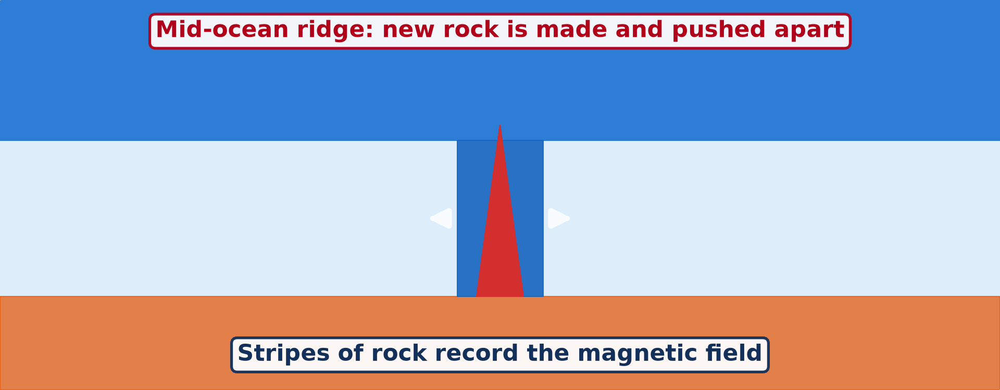 Mid-ocean ridge: new rock is made and pushed apart
Stripes of rock record the magnetic field